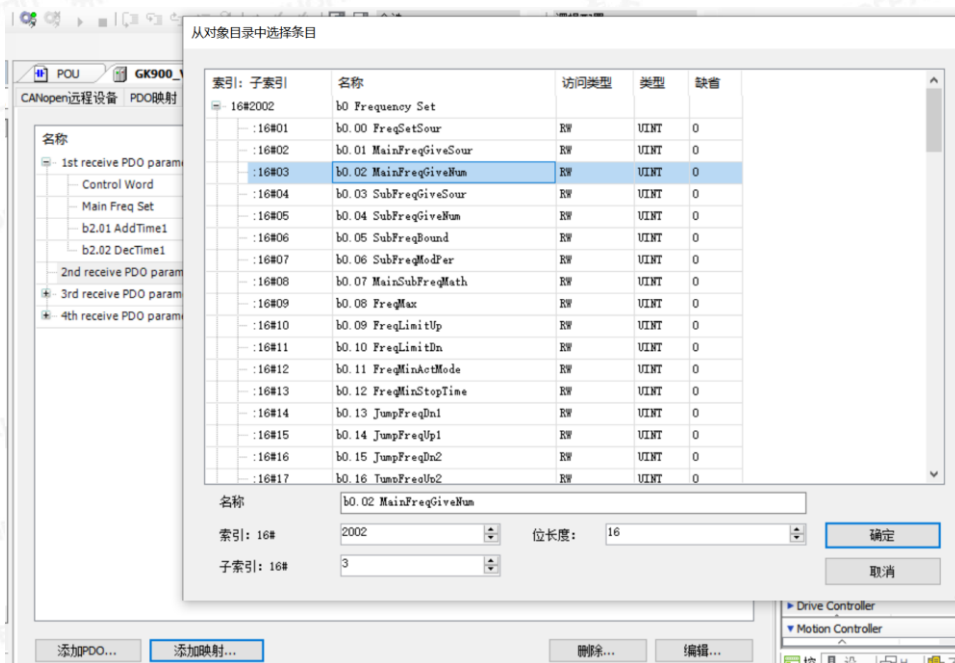 从对象目录中选择条目
POU GK900_
CANopen远程设备 PDO映射
名称
1st receive PDO param
Control Word
Main Freq Set
b2.01 AddTime1
b2.02 DecTime1
2nd receive PDO param
3rd receive PDO param
4th receive PDO param
索引: 子索引 名称 访问类型 类型 缺省
16#2002 b0 Frequency Set
:16#01 b0.00 FreqSetSour RW UINT 0
:16#02 b0.01 MainFreqGiveSour RW UINT 0
:16#03 b0.02 MainFreqGiveNum RW UINT 0
:16#04 b0.03 SubFreqGiveSour RW UINT 0
:16#05 b0.04 SubFreqGiveNum RW UINT 0
:16#06 b0.05 SubFreqBound RW UINT 0
:16#07 b0.06 SubFreqModPer RW UINT 0
:16#08 b0.07 MainSubFreqMath RW UINT 0
:16#09 b0.08 FreqMax RW UINT 0
:16#10 b0.09 FreqLimitUp RW UINT 0
:16#11 b0.10 FreqLimitDn RW UINT 0
:16#12 b0.11 FreqMinActMode RW UINT 0
:16#13 b0.12 FreqMinStopTime RW UINT 0
:16#14 b0.13 JumpFreqDn1 RW UINT 0
:16#15 b0.14 JumpFreqUp1 RW UINT 0
:16#16 b0.15 JumpFreqDn2 RW UINT 0
:16#17 b0.16 JumpFreqUp2 RW UINT 0
名称 b0.02 MainFreqGiveNum
索引: 16# 2002 位长度: 16 确定
子索引: 16# 3 取消
Drive Controller
Motion Controller
添加PDO... 添加映射... 删除... 编辑...